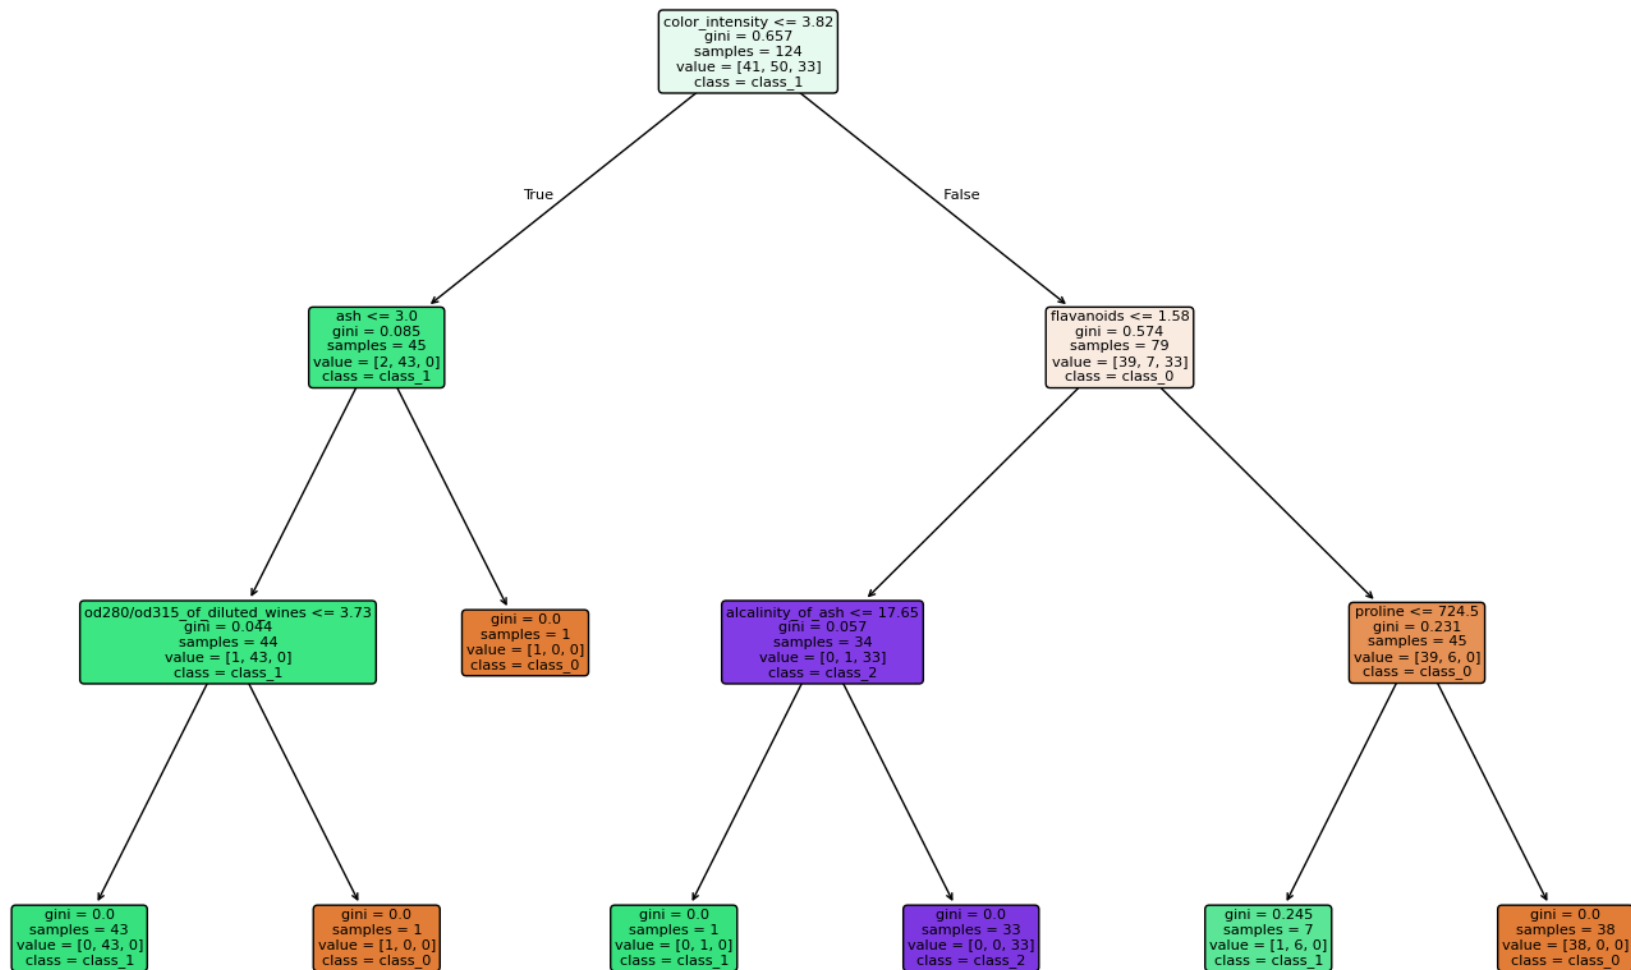 color_intensity <= 3.82
gini = 0.657
samples = 124
value = [41, 50, 33]
class = class_1
True
False
ash <= 3.0
gini = 0.085
samples = 45
value = [2, 43, 0]
class = class_1
flavanoids <= 1.58
gini = 0.574
samples = 79
value = [39, 7, 33]
class = class_0
od280/od315_of_diluted_wines <= 3.73
gini = 0.044
samples = 44
value = [1, 43, 0]
class = class_1
gini = 0.0
samples = 1
value = [1, 0, 0]
class = class_0
alcalinity_of_ash <= 17.65
gini = 0.057
samples = 34
value = [0, 1, 33]
class = class_2
proline <= 724.5
gini = 0.231
samples = 45
value = [39, 6, 0]
class = class_0
gini = 0.0
samples = 43
value = [0, 43, 0]
class = class_1
gini = 0.0
samples = 1
value = [1, 0, 0]
class = class_0
gini = 0.0
samples = 1
value = [0, 1, 0]
class = class_1
gini = 0.0
samples = 33
value = [0, 0, 33]
class = class_2
gini = 0.245
samples = 7
value = [1, 6, 0]
class = class_1
gini = 0.0
samples = 38
value = [38, 0, 0]
class = class_0